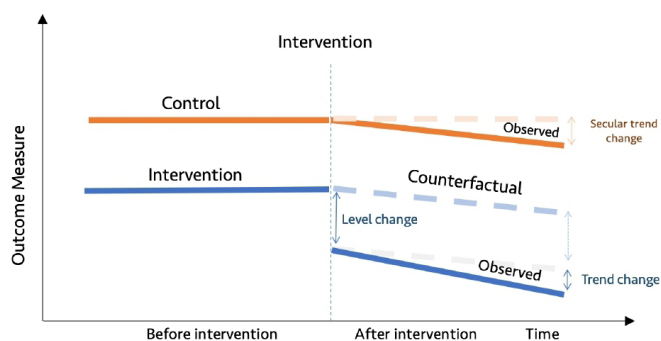 Intervention
Control
Observed
Secular trend
change
Intervention
Counterfactual
Level change
Observed
Trend change
Outcome Measure
Before intervention
After intervention
Time